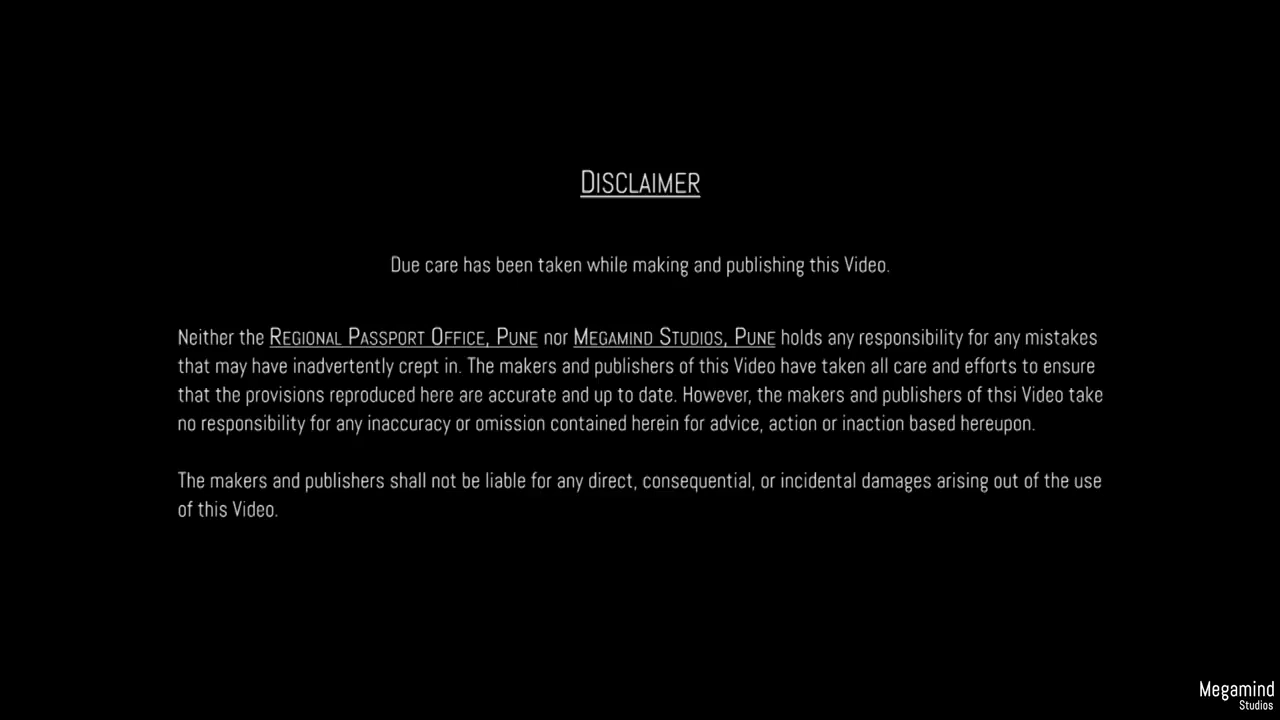 DISCLAIMER
Due care has been taken while making and publishing this Video.
Neither the REGIONAL PASSPORT OFFICE, PUNE nor MEGAMIND STUDIOS, PUNE holds any responsibility for any mistakes
that may have inadvertently crept in. The makers and publishers of this Video have taken all care and efforts to ensure
that the provisions reproduced here are accurate and up to date. However, the makers and publishers of thsi Video take
no responsibility for any inaccuracy or omission contained herein for advice, action or inaction based hereupon.
The makers and publishers shall not be liable for any direct, consequential, or incidental damages arising out of the use
of this Video.
Megamind
Studios